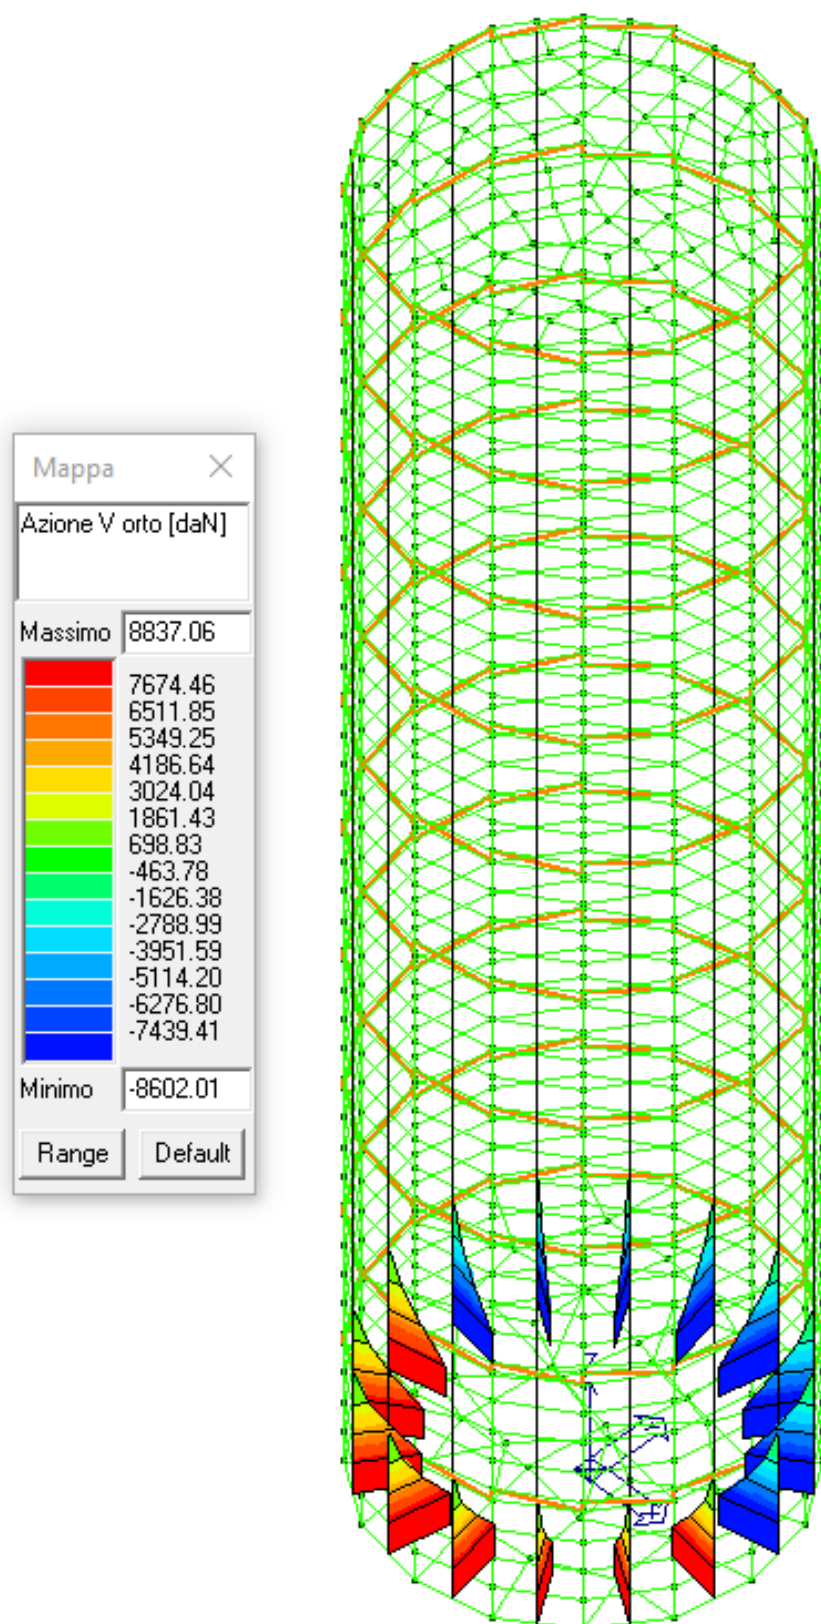 Mappa
Azione V orto [daN]
Massimo 8837.06
7674.46
6511.85
5349.25
4186.64
3024.04
1861.43
698.83
-463.78
-1626.38
-2788.99
-3951.59
-5114.20
-6276.80
-7439.41
Minimo -8602.01
Range Default